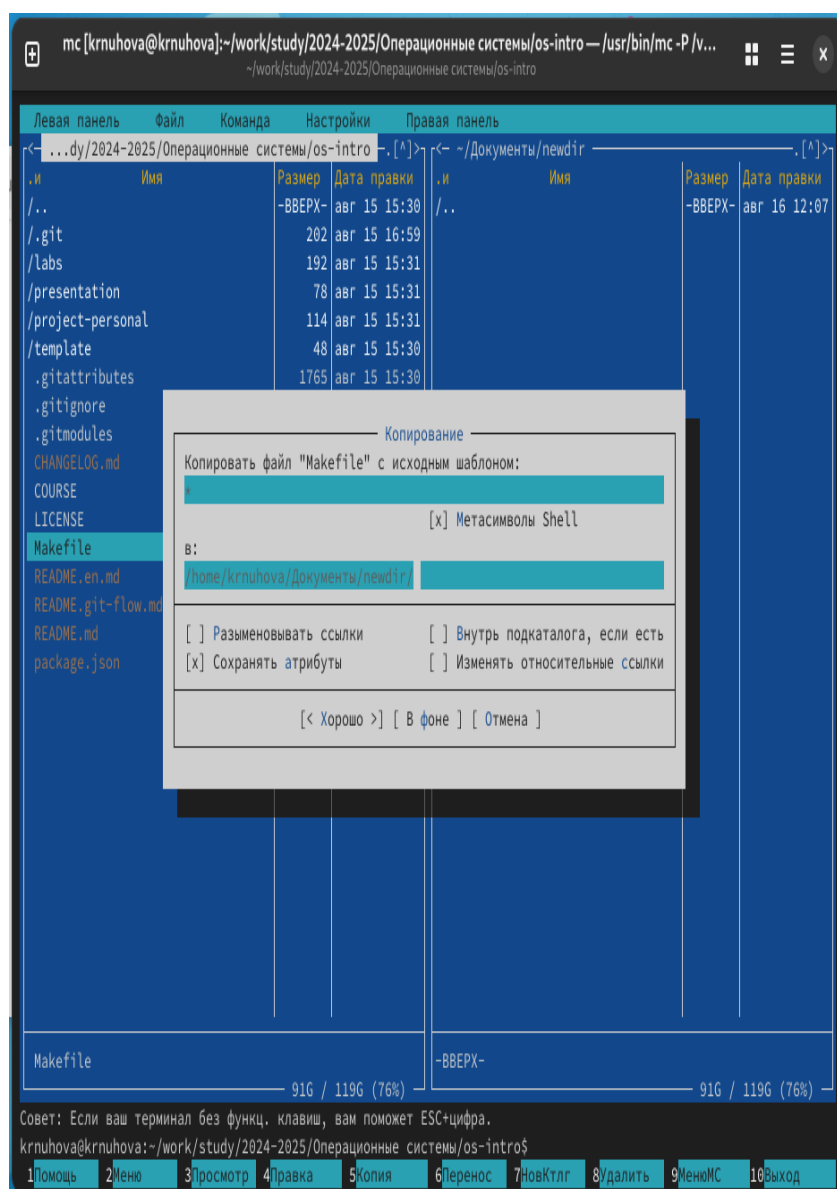 mc [krnuhova@krnuhova]:~/work/study/2024-2025/Операционные системы/os-intro — /usr/bin/mc -P /v...
~/work/study/2024-2025/Операционные системы/os-intro
Левая панель Файл Команда Настройки Правая панель
<— ...dy/2024-2025/Операционные системы/os-intro —.[^]> <— ~/Документы/newdir —.[^]>
.и Имя Размер Дата правки .и Имя Размер Дата правки
/.. -ВВЕРХ- авг 15 15:30 /.. -ВВЕРХ- авг 16 12:07
/.git 202 авг 15 16:59
/labs 192 авг 15 15:31
/presentation 78 авг 15 15:31
/project-personal 114 авг 15 15:31
/template 48 авг 15 15:30
.gitattributes 1765 авг 15 15:30
.gitignore
.gitmodules Копирование
CHANGELOG.md Копировать файл "Makefile" с исходным шаблоном:
COURSE *
LICENSE [x] Метасимволы Shell
Makefile в:
README.en.md /home/krnuhova/Документы/newdir/
README.git-flow.md
README.md [ ] Разыменовывать ссылки [ ] Внутрь подкаталога, если есть
package.json [x] Сохранять атрибуты [ ] Изменять относительные ссылки
[< Хорошо >] [ В фоне ] [ Отмена ]
Makefile -ВВЕРХ-
91G / 119G (76%) 91G / 119G (76%)
Совет: Если ваш терминал без функц. клавиш, вам поможет ESC+цифра.
krnuhova@krnuhova:~/work/study/2024-2025/Операционные системы/os-intro$
1Помощь 2Меню 3Просмотр 4Правка 5Копия 6Перенос 7НовКтлг 8Удалить 9МенюМС 10Выход